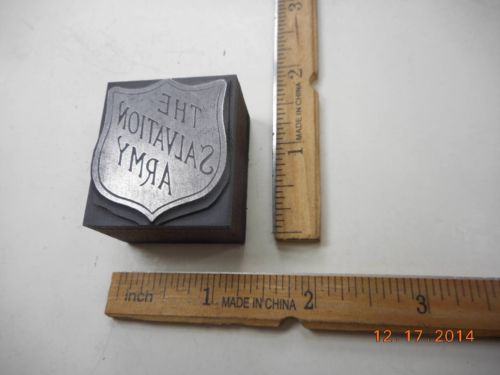 THE
SALVATION
ARMY
1 MADE IN CHINA 2 3
inch 1 MADE IN CHINA 2 3
12.17.2014